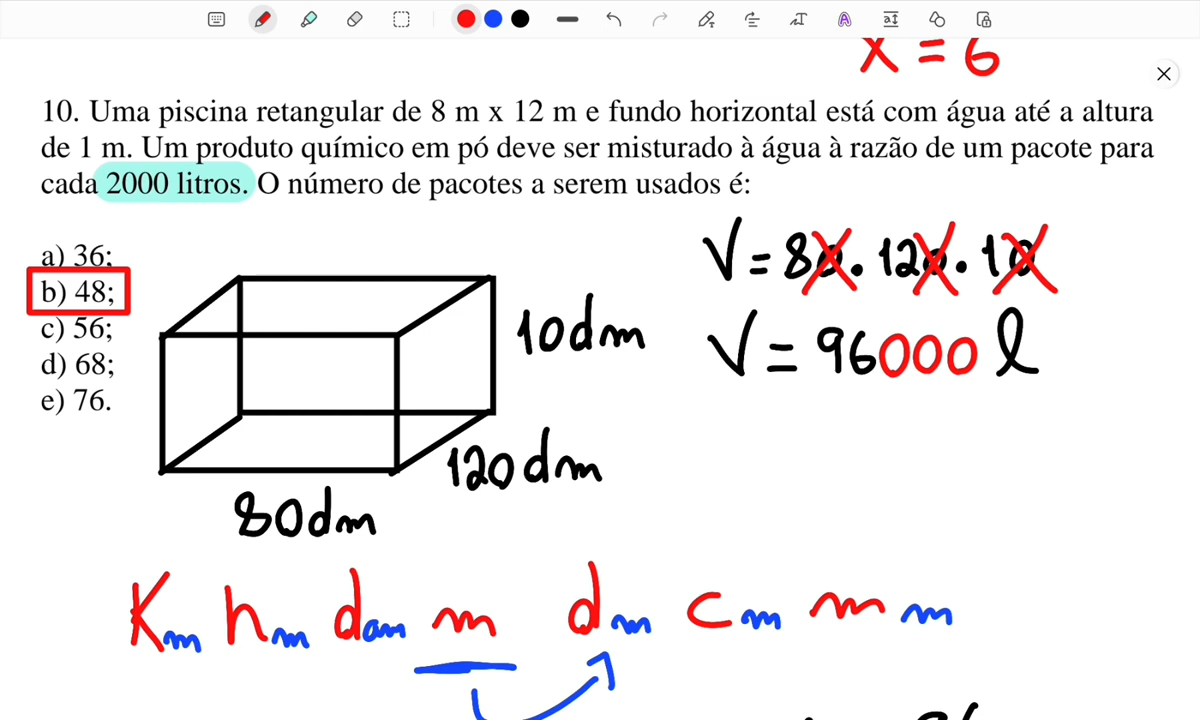 x = 6
10. Uma piscina retangular de 8 m x 12 m e fundo horizontal está com água até a altura
de 1 m. Um produto químico em pó deve ser misturado à água à razão de um pacote para
cada 2000 litros. O número de pacotes a serem usados é:
a) 36;
b) 48;
c) 56;
d) 68;
e) 76.
V = 80 . 120 . 10
V = 96000 l
10dm
120dm
80dm
Km hm dam m dm cm mm